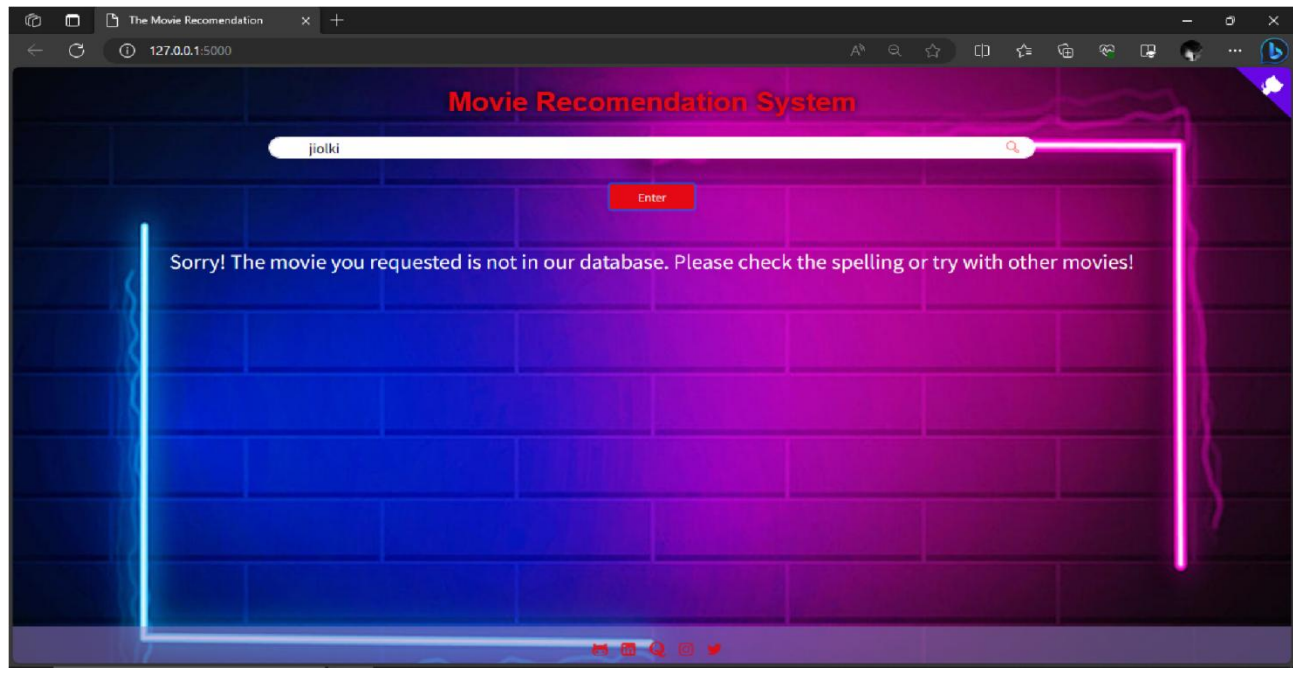 The Movie Recomendation
127.0.0.1:5000
Movie Recomendation System
jiolki
Enter
Sorry! The movie you requested is not in our database. Please check the spelling or try with other movies!